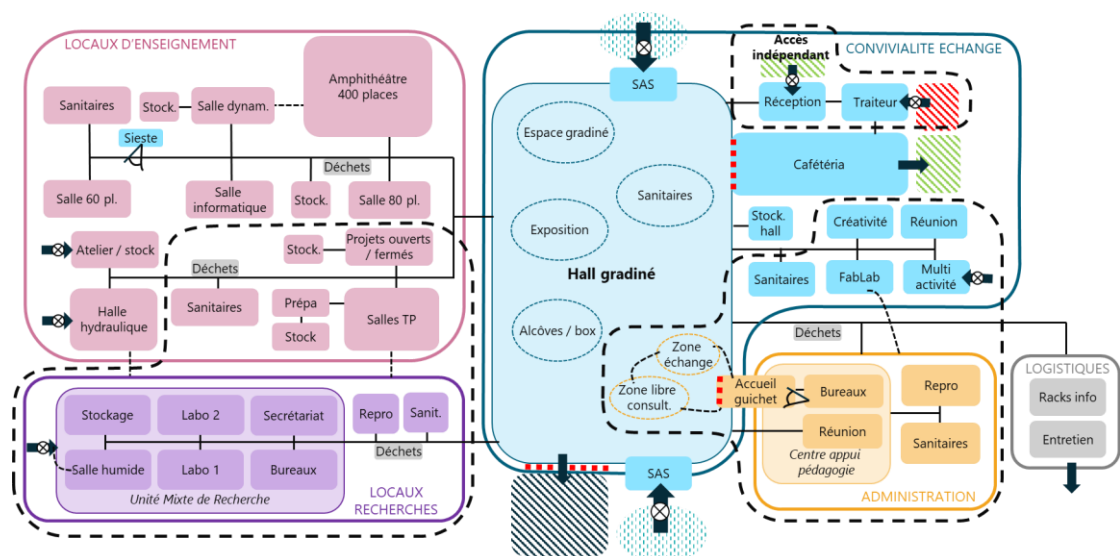 LOCAUX D'ENSEIGNEMENT
Sanitaires
Stock.
Salle dynam.
Amphithéâtre
400 places
Sieste
Déchets
Salle 60 pl.
Salle
informatique
Stock.
Salle 80 pl.
Atelier / stock
Déchets
Stock.
Projets ouverts
/ fermés
Halle
hydraulique
Sanitaires
Prépa
Stock
Salles TP
Stockage
Labo 2
Secrétariat
Repro
Sanit.
Déchets
Salle humide
Labo 1
Bureaux
Unité Mixte de Recherche
LOCAUX
RECHERCHES
SAS
Espace gradiné
Sanitaires
Exposition
Hall gradiné
Alcôves / box
Zone
échange
Zone libre
consult.
SAS
Accès
indépendant
CONVIVIALITE ECHANGE
Réception
Traiteur
Cafétéria
Stock.
hall
Créativité
Réunion
Sanitaires
FabLab
Multi
activité
Déchets
Accueil
guichet
Bureaux
Réunion
Centre appui
pédagogie
Repro
Sanitaires
ADMINISTRATION
LOGISTIQUES
Racks info
Entretien